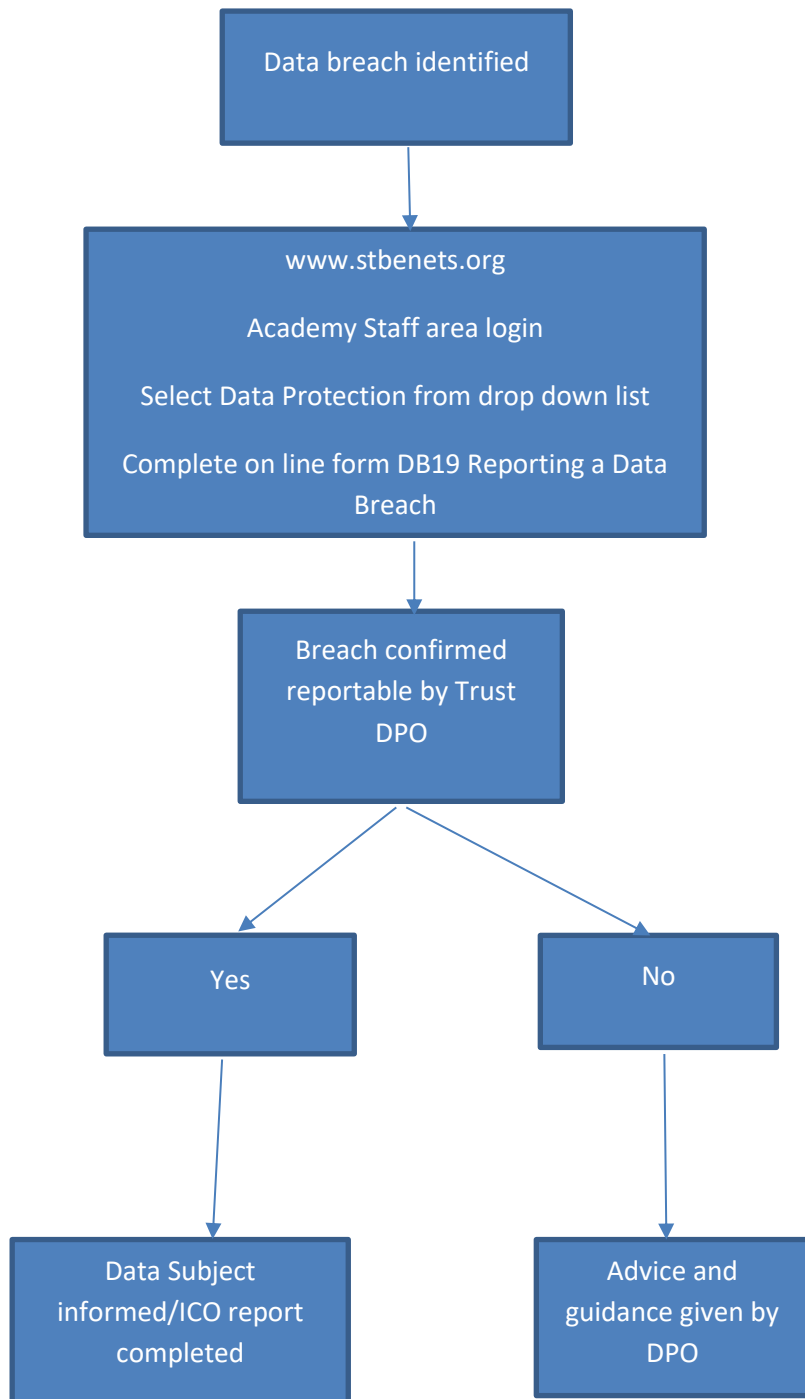 Data breach identified
www.stbenets.org
Academy Staff area login
Select Data Protection from drop down list
Complete on line form DB19 Reporting a Data
Breach
Breach confirmed
reportable by Trust
DPO
Yes
No
Data Subject
informed/ICO report
completed
Advice and
guidance given by
DPO